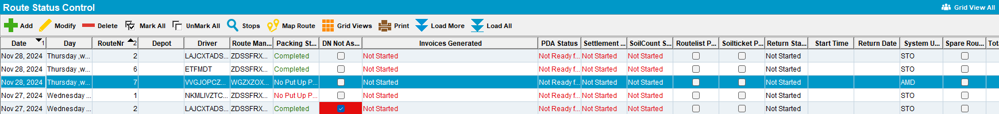 Route Status Control Grid View All
Add Modify Delete Mark All UnMark All Stops Map Route Grid Views Print Load More Load All
Date 1 Day RouteNr 2 Depot Driver Route Man... Packing St... DN Not As... Invoices Generated PDA Status Settlement ... SoilCount S... Routelist P... Soilticket P... Return Sta... Start Time Return Date System U... Spare Rou... Tot
Nov 28, 2024 Thursday ,w... 2 LAJCXTADS... ZDSSFRX... Completed Not Started Not Ready f... Not Started Not Started Not Started STO
Nov 28, 2024 Thursday ,w... 6 ETFMDT ZDSSFRX... Completed Not Started Not Ready f... Not Started Not Started Not Started STO
Nov 28, 2024 Thursday ,w... 7 VVGJOPCZ... WGZXZOX... No Put Up P... Not Started Not Ready f... Not Started Not Started Not Started AMD
Nov 27, 2024 Wednesday ... 1 NKMLIVZTC... ZDSSFRX... No Put Up P... Not Started Not Ready f... Not Started Not Started Not Started STO
Nov 27, 2024 Wednesday ... 2 LAJCXTADS... ZDSSFRX... Completed Not Started Not Ready f... Not Started Not Started Not Started STO